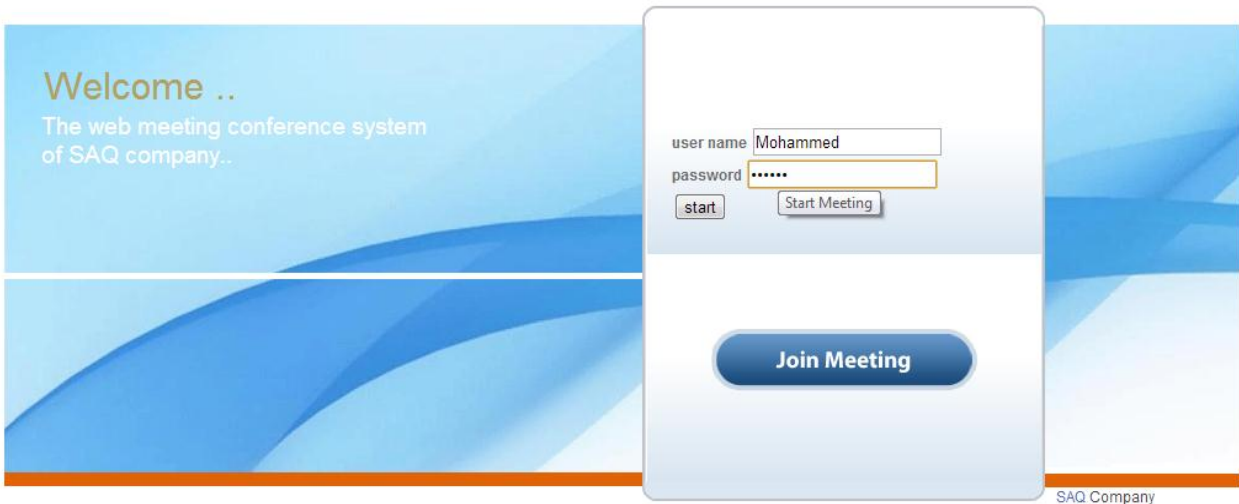 Welcome ..
The web meeting conference system
of SAQ company..
user name Mohammed
password ••••••
start
Start Meeting
Join Meeting
SAQ Company